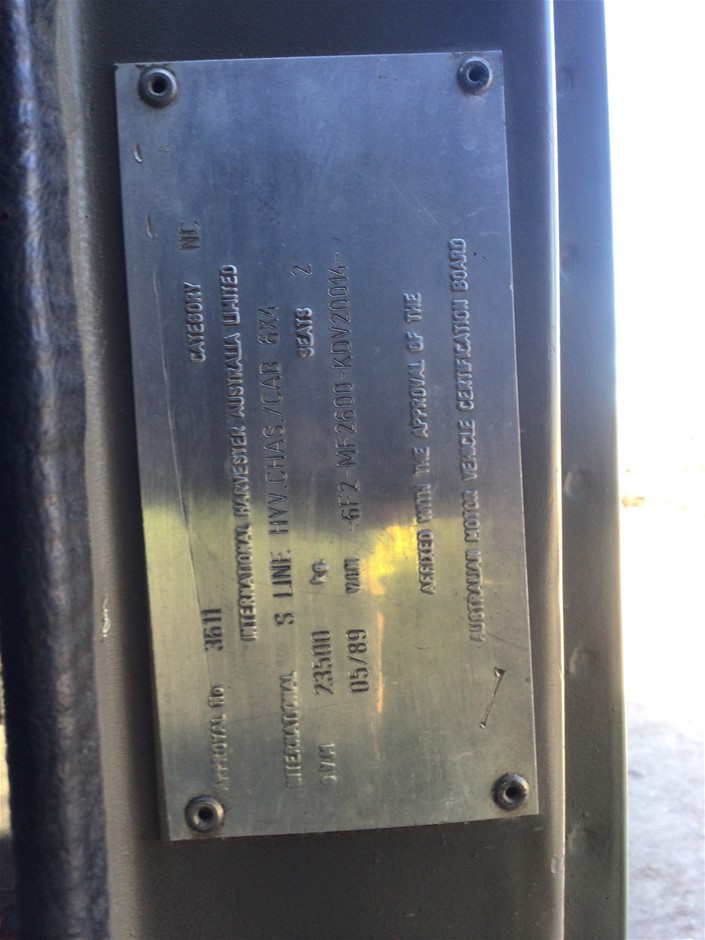 APPROVAL No 3611 CATEGORY NC
INTERNATIONAL HARVESTER AUSTRALIA LIMITED
INTERNATIONAL S LINE HVY.CHAS./CAB 6X4
GVM 23500 kg. SEATS 2
05/89 VIN -6F2-MF2600-KDV20014-
AFFIXED WITH THE APPROVAL OF THE
AUSTRALIAN MOTOR VEHICLE CERTIFICATION BOARD